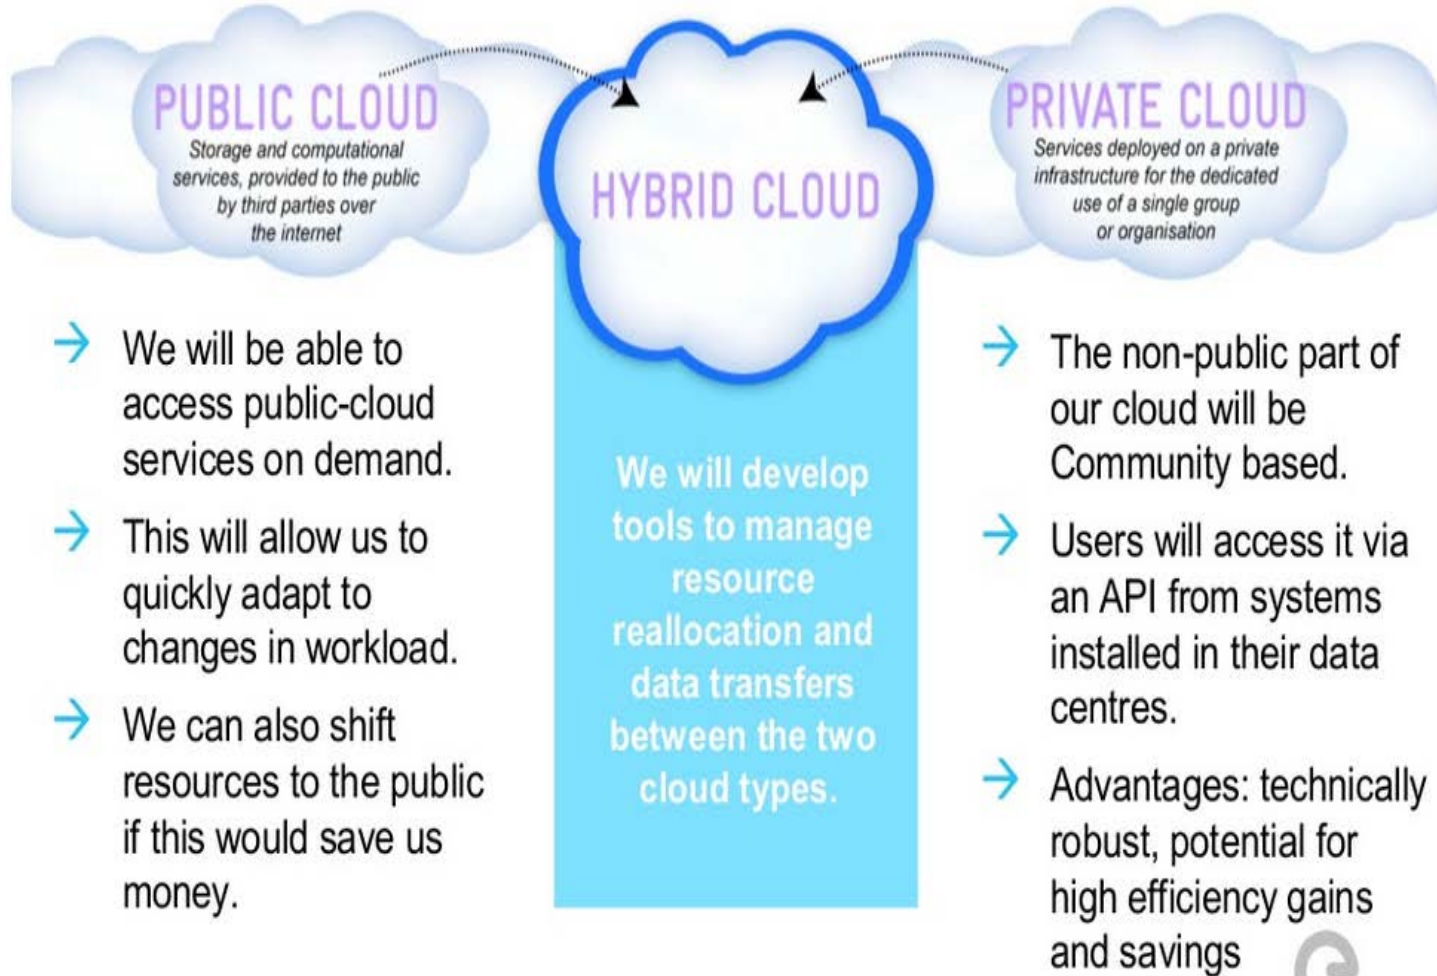 PUBLIC CLOUD
Storage and computational
services, provided to the public
by third parties over
the internet
HYBRID CLOUD
PRIVATE CLOUD
Services deployed on a private
infrastructure for the dedicated
use of a single group
or organisation
→ We will be able to
access public-cloud
services on demand.
→ This will allow us to
quickly adapt to
changes in workload.
→ We can also shift
resources to the public
if this would save us
money.
We will develop
tools to manage
resource
reallocation and
data transfers
between the two
cloud types.
→ The non-public part of
our cloud will be
Community based.
→ Users will access it via
an API from systems
installed in their data
centres.
→ Advantages: technically
robust, potential for
high efficiency gains
and savings